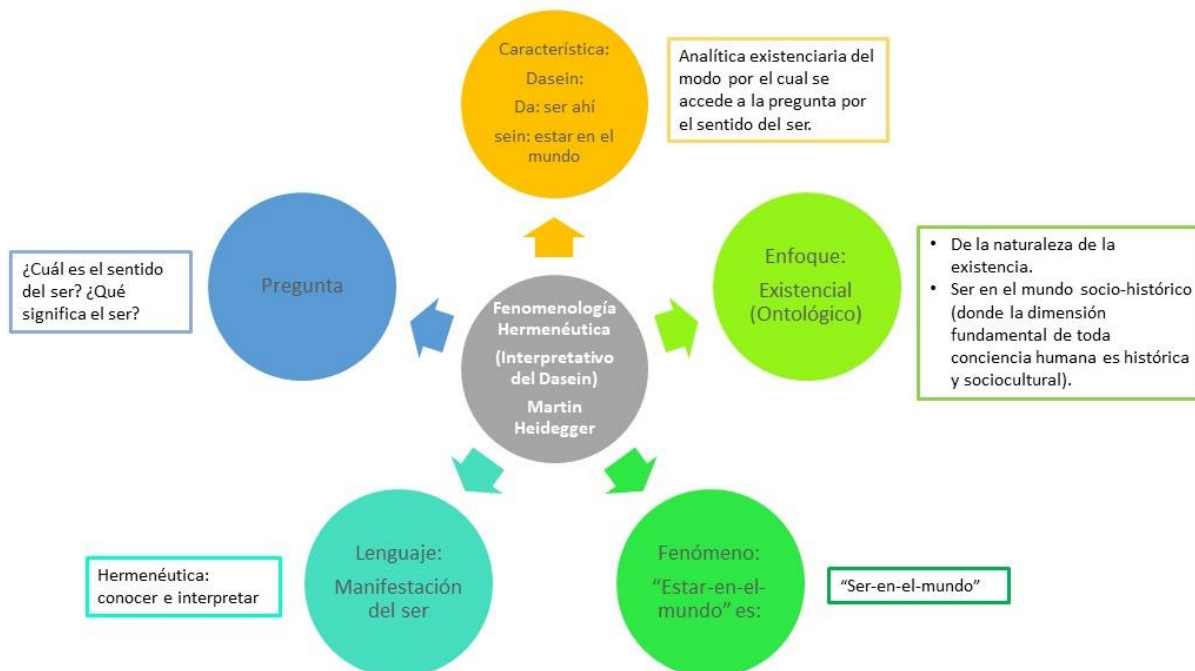 Característica:
Dasein:
Da: ser ahí
sein: estar en el
mundo
Analítica existenciaria del
modo por el cual se
accede a la pregunta por
el sentido del ser.
¿Cuál es el sentido
del ser? ¿Qué
significa el ser?
Pregunta
Fenomenología
Hermenéutica
(Interpretativo
del Dasein)
Martin
Heidegger
Enfoque:
Existencial
(Ontológico)
• De la naturaleza de la
existencia.
• Ser en el mundo socio-histórico
(donde la dimensión
fundamental de toda
conciencia humana es histórica
y sociocultural).
Hermenéutica:
conocer e interpretar
Lenguaje:
Manifestación
del ser
Fenómeno:
“Estar-en-el-
mundo” es:
“Ser-en-el-mundo”